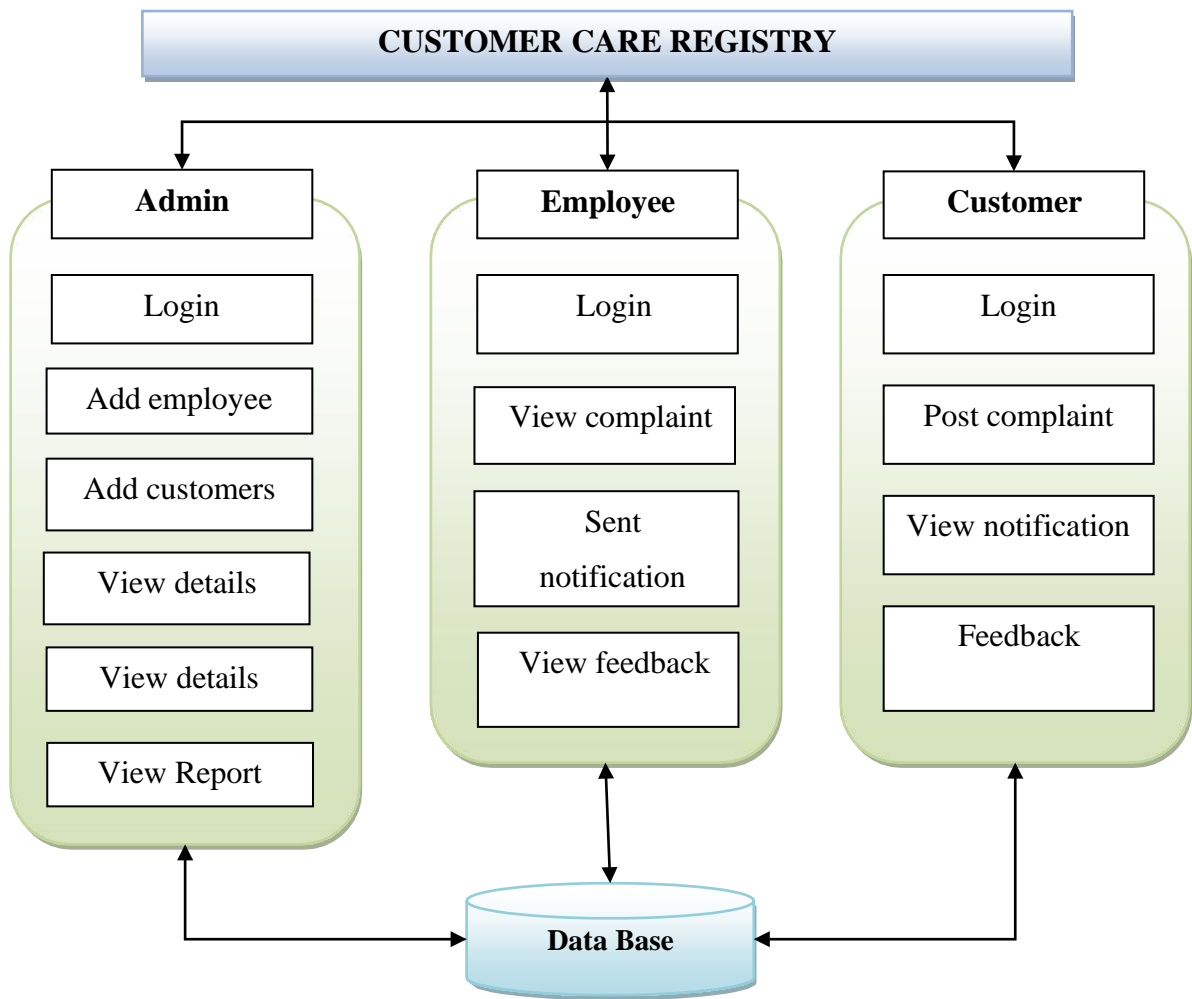 CUSTOMER CARE REGISTRY
Admin
Login
Add employee
Add customers
View details
View details
View Report
Employee
Login
View complaint
Sent
notification
View feedback
Customer
Login
Post complaint
View notification
Feedback
Data Base